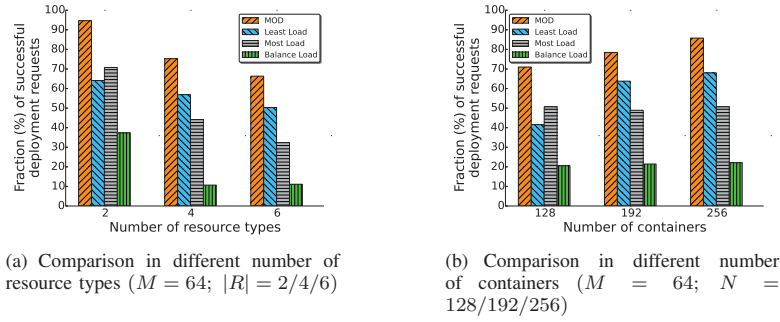 100
90
80
70
60
50
40
30
20
10
0
Fraction (%) of successful
deployment requests
MOD
Least Load
Most Load
Balance Load
2 4 6
Number of resource types
(a) Comparison in different number of
resource types (M = 64; |R| = 2/4/6)
100
90
80
70
60
50
40
30
20
10
0
Fraction (%) of successful
deployment requests
MOD
Least Load
Most Load
Balance Load
128 192 256
Number of containers
(b) Comparison in different number
of containers (M = 64; N =
128/192/256)